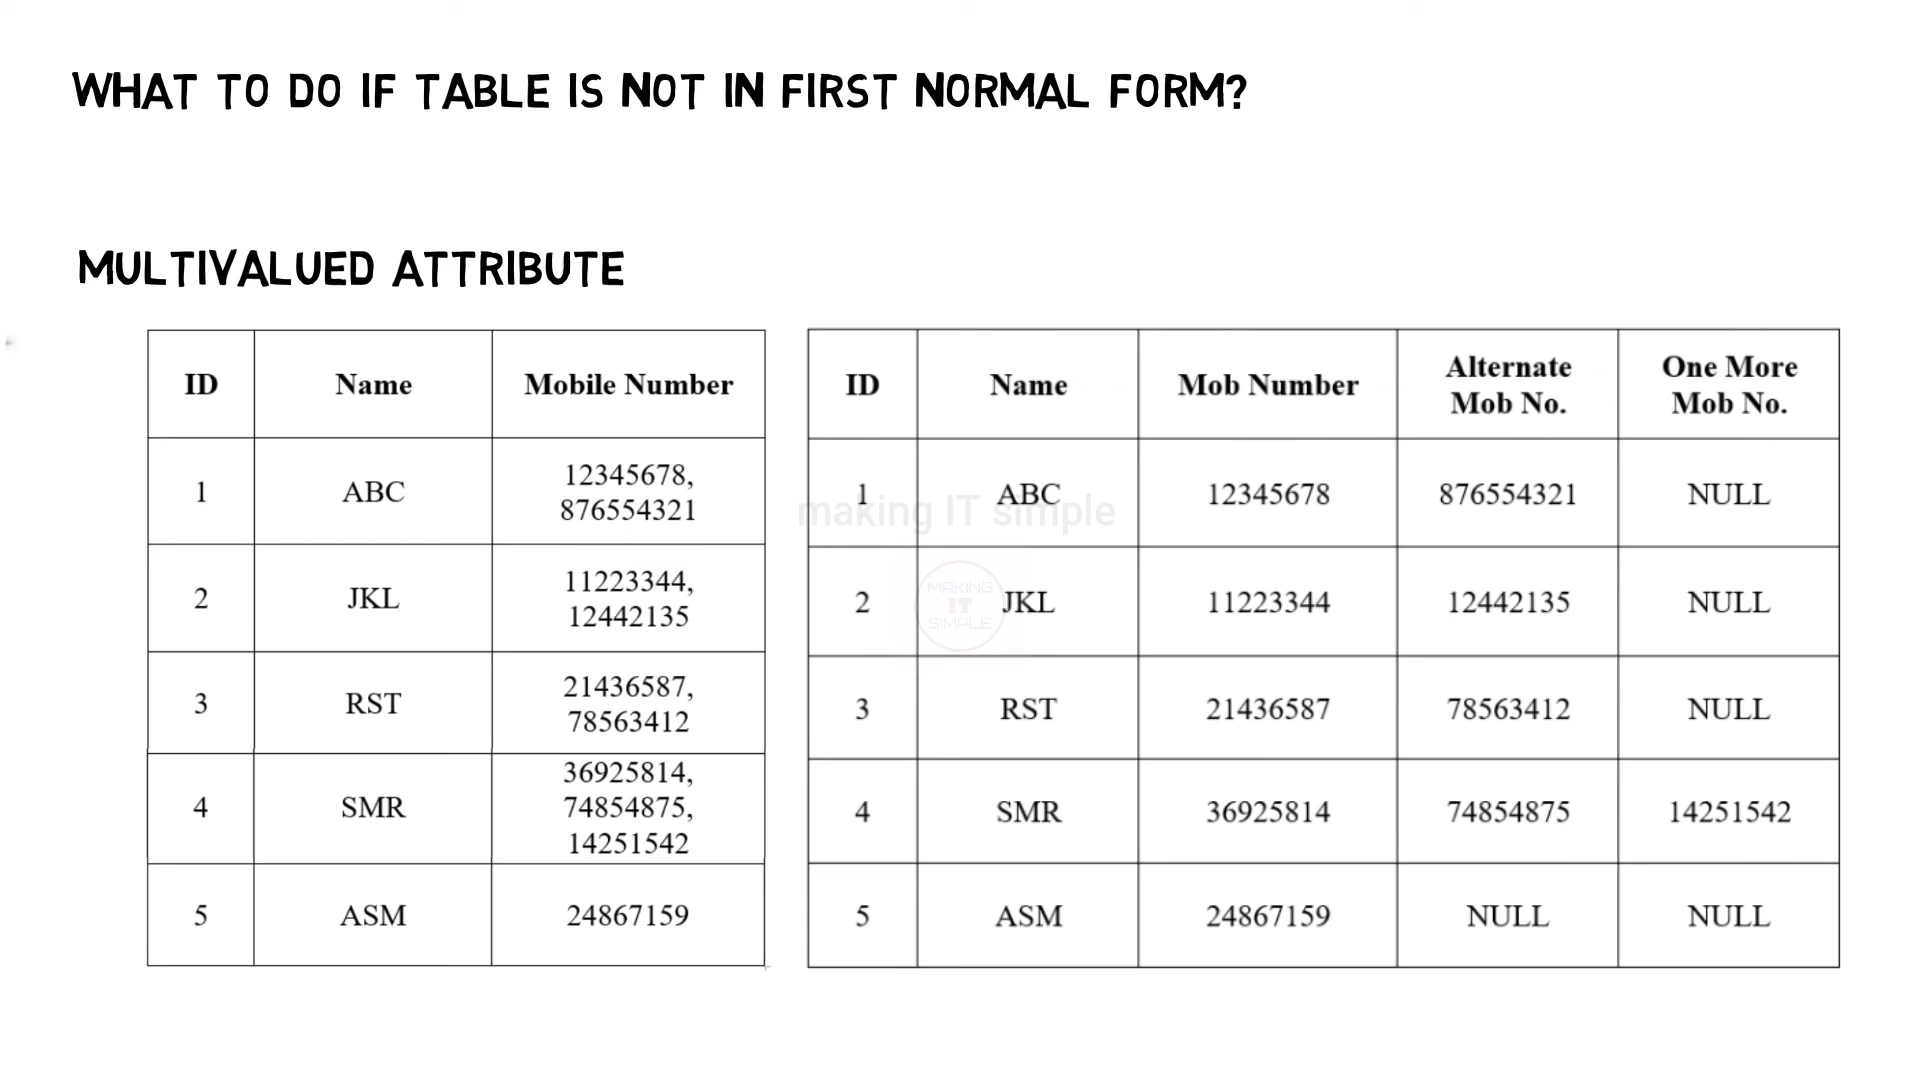 WHAT TO DO IF TABLE IS NOT IN FIRST NORMAL FORM?
MULTIVALUED ATTRIBUTE
ID Name Mobile Number
1 ABC 12345678,
876554321
2 JKL 11223344,
12442135
3 RST 21436587,
78563412
4 SMR 36925814,
74854875,
14251542
5 ASM 24867159
ID Name Mob Number Alternate Mob No. One More Mob No.
1 ABC 12345678 876554321 NULL
2 JKL 11223344 12442135 NULL
3 RST 21436587 78563412 NULL
4 SMR 36925814 74854875 14251542
5 ASM 24867159 NULL NULL
making IT simple
MAKING
IT
SIMPLE